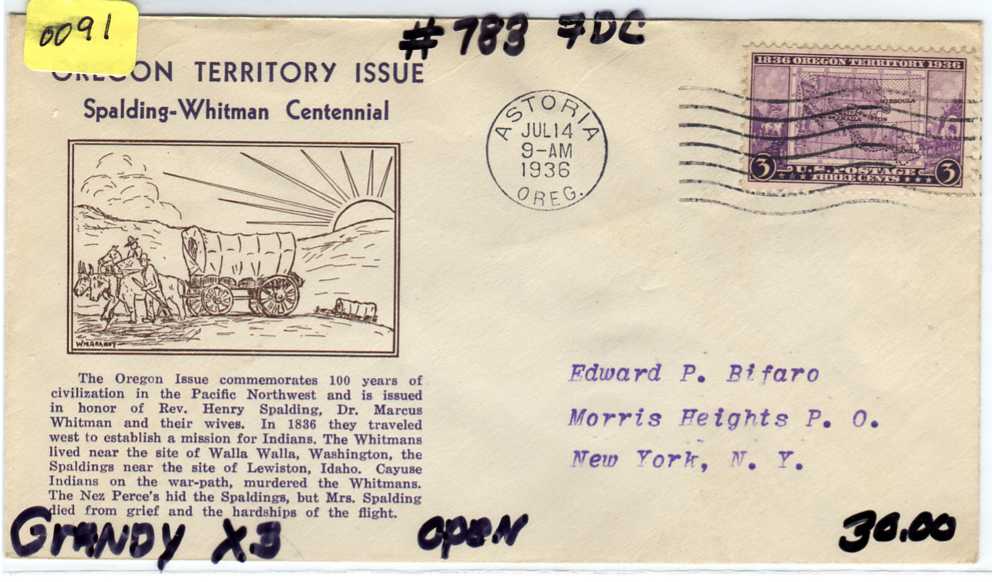 0091
#783 FDC
OREGON TERRITORY ISSUE
Spalding-Whitman Centennial
ASTORIA
JUL 14
9-AM
1936
OREG.
1836 OREGON TERRITORY 1936
3 U.S. POSTAGE 3
THREE CENTS
WM.GRANDY
The Oregon Issue commemorates 100 years of
civilization in the Pacific Northwest and is issued
in honor of Rev. Henry Spalding, Dr. Marcus
Whitman and their wives. In 1836 they traveled
west to establish a mission for Indians. The Whitmans
lived near the site of Walla Walla, Washington, the
Spaldings near the site of Lewiston, Idaho. Cayuse
Indians on the war-path, murdered the Whitmans.
The Nez Perce's hid the Spaldings, but Mrs. Spalding
died from grief and the hardships of the flight.
Edward P. Bifaro
Morris Heights P. O.
New York, N. Y.
GRANDY X3
OPEN
30.00